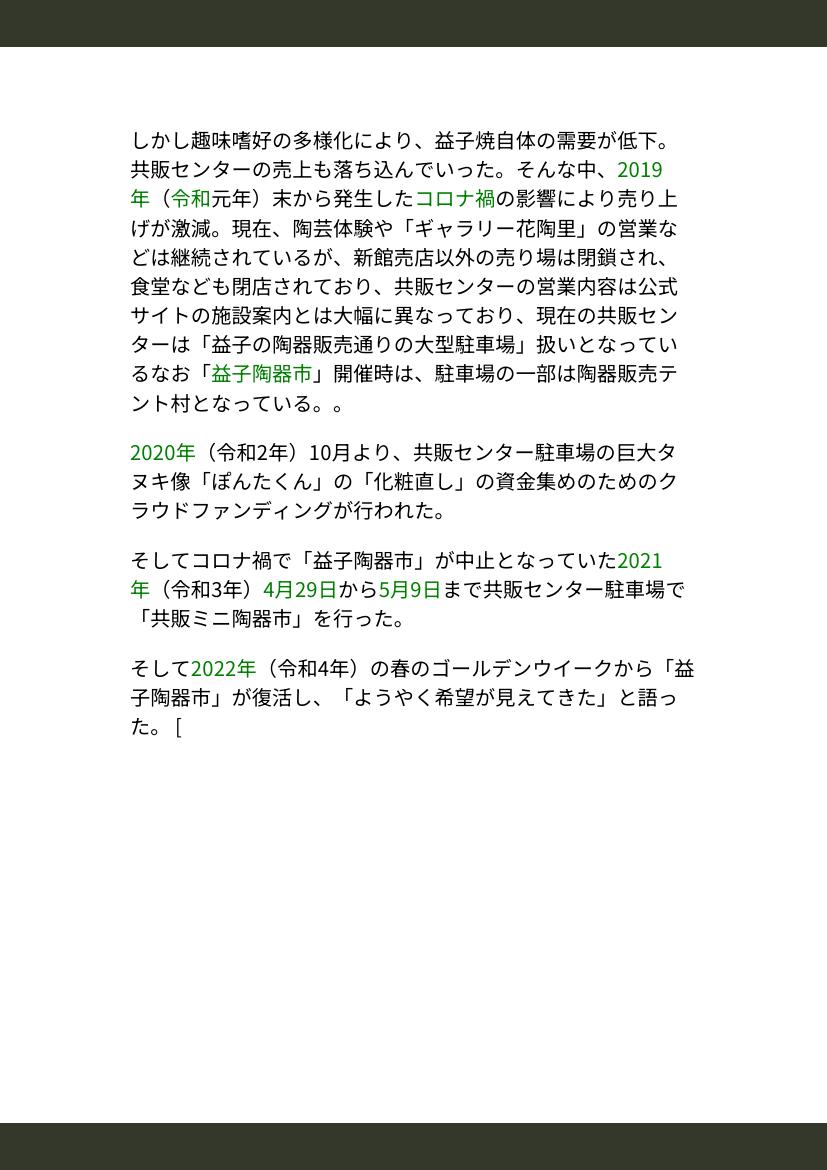 しかし趣味嗜好の多様化により、益子焼自体の需要が低下。
共販センターの売上も落ち込んでいった。そんな中、2019
年（令和元年）末から発生したコロナ禍の影響により売り上
げが激減。現在、陶芸体験や「ギャラリー花陶里」の営業な
どは継続されているが、新館売店以外の売り場は閉鎖され、
食堂なども閉店されており、共販センターの営業内容は公式
サイトの施設案内とは大幅に異なっており、現在の共販セン
ターは「益子の陶器販売通りの大型駐車場」扱いとなってい
るなお「益子陶器市」開催時は、駐車場の一部は陶器販売テ
ント村となっている。。
2020年（令和2年）10月より、共販センター駐車場の巨大タ
ヌキ像「ぽんたくん」の「化粧直し」の資金集めのためのク
ラウドファンディングが行われた。
そしてコロナ禍で「益子陶器市」が中止となっていた2021
年（令和3年）4月29日から5月9日まで共販センター駐車場で
「共販ミニ陶器市」を行った。
そして2022年（令和4年）の春のゴールデンウイークから「益
子陶器市」が復活し、「ようやく希望が見えてきた」と語っ
た。 [